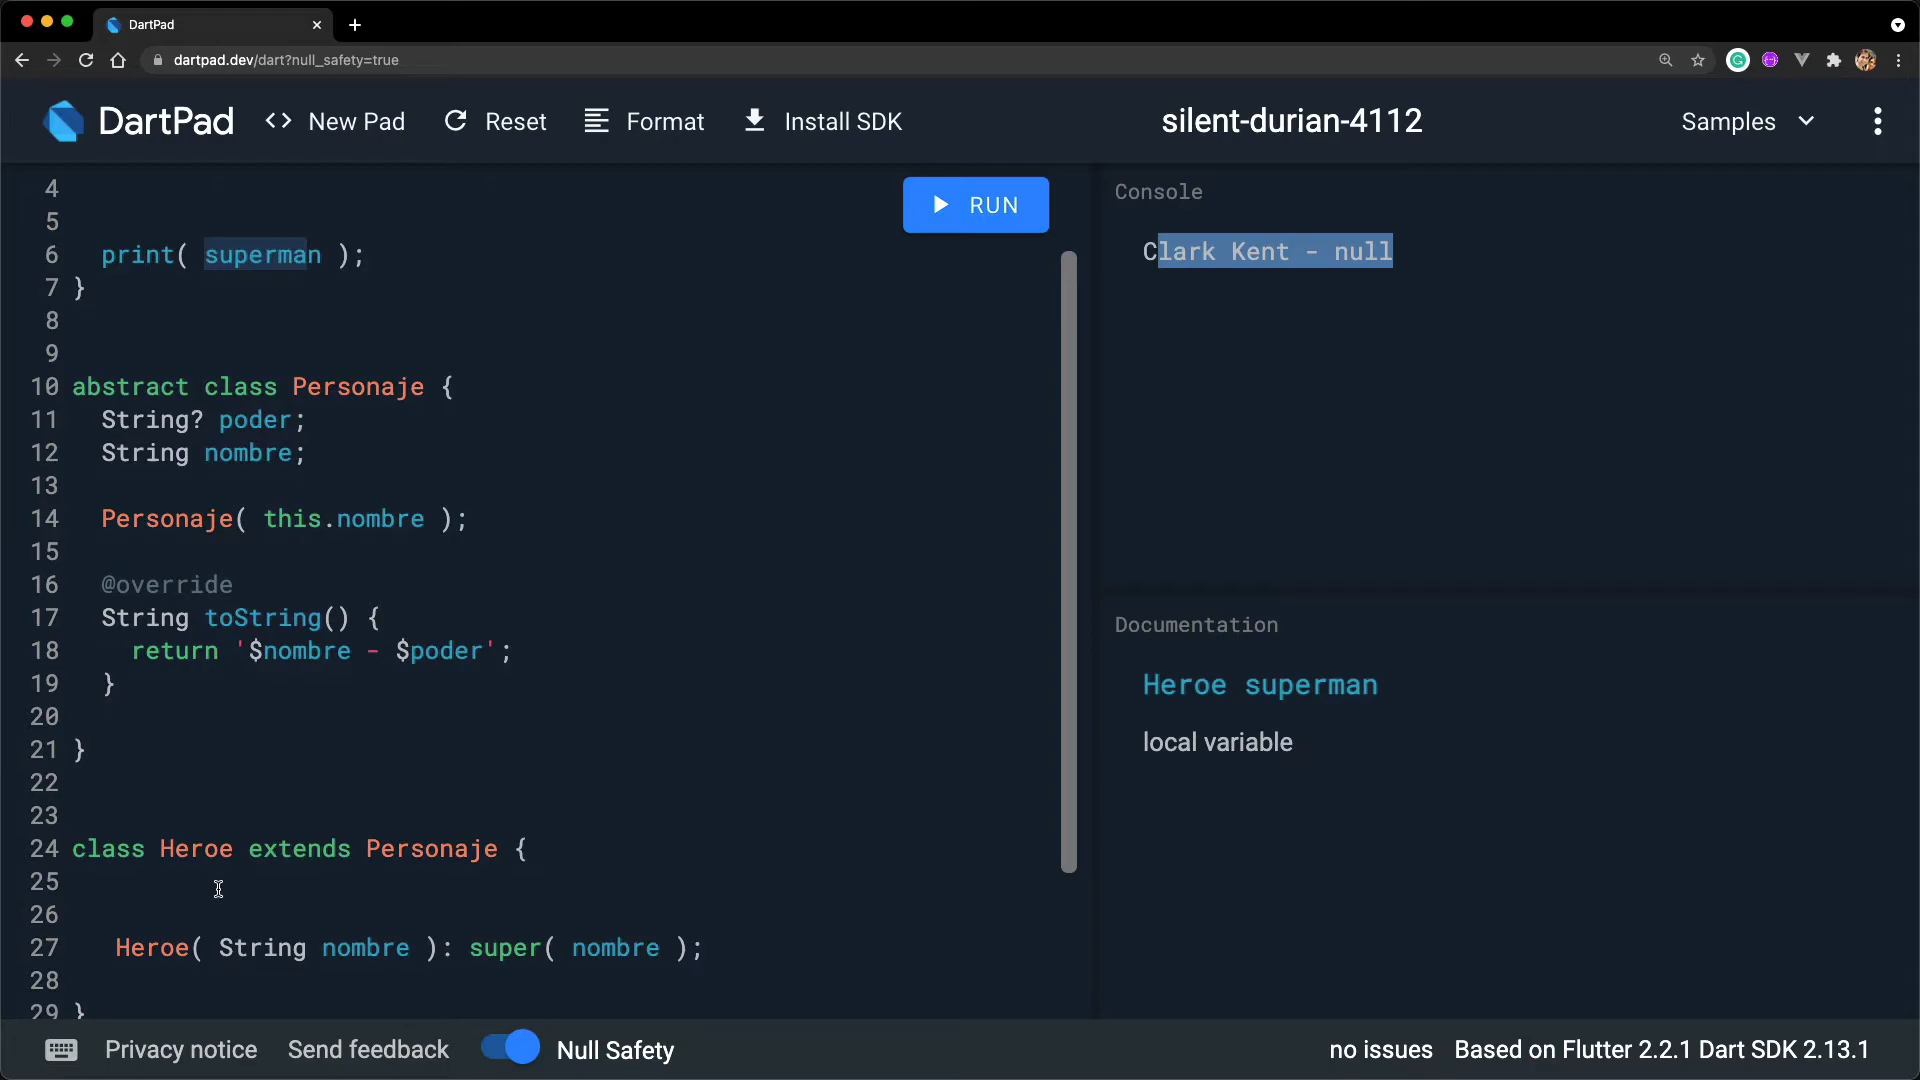 DartPad
dartpad.dev/dart?null_safety=true
DartPad
<> New Pad
Reset
Format
Install SDK
silent-durian-4112
Samples
RUN
4
5
6 print( superman );
7 }
8
9
10 abstract class Personaje {
11 String? poder;
12 String nombre;
13
14 Personaje( this.nombre );
15
16 @override
17 String toString() {
18 return '$nombre - $poder';
19 }
20
21 }
22
23
24 class Heroe extends Personaje {
25
26
27 Heroe( String nombre ): super( nombre );
28
29 }
Console
Clark Kent - null
Documentation
Heroe superman
local variable
Privacy notice
Send feedback
Null Safety
no issues
Based on Flutter 2.2.1 Dart SDK 2.13.1